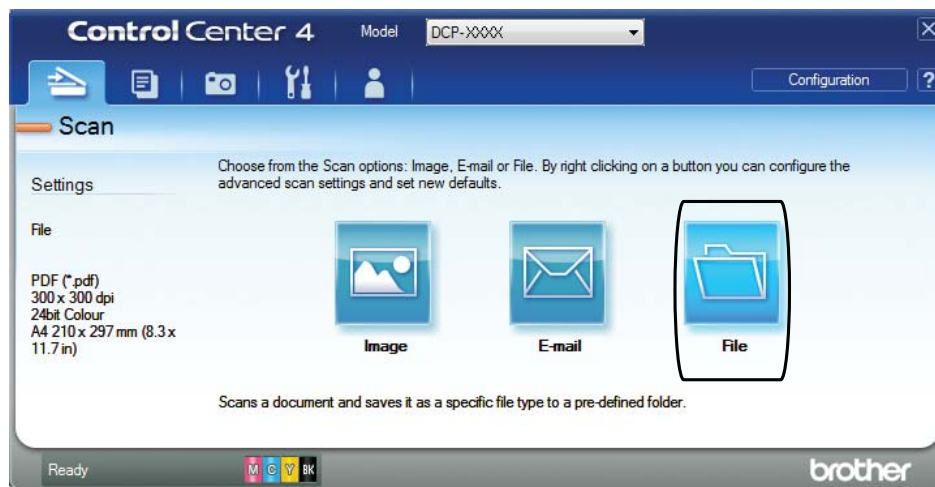 Control Center 4
Model
DCP-XXXX
Configuration
?
Scan
Choose from the Scan options: Image, E-mail or File. By right clicking on a button you can configure the
advanced scan settings and set new defaults.
Settings
File
PDF (*.pdf)
300 x 300 dpi
24bit Colour
A4 210 x 297 mm (8.3 x
11.7 in)
Image
E-mail
File
Scans a document and saves it as a specific file type to a pre-defined folder.
Ready
M C Y BK
brother